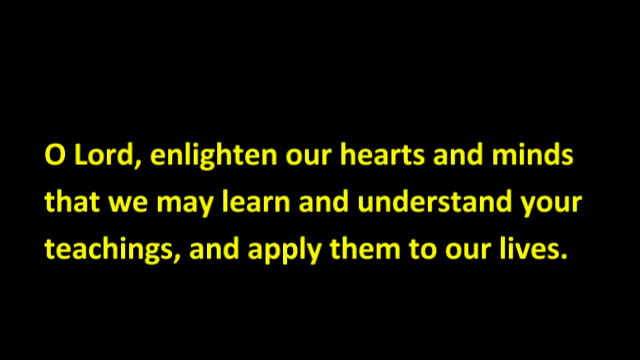 O Lord, enlighten our hearts and minds
that we may learn and understand your
teachings, and apply them to our lives.